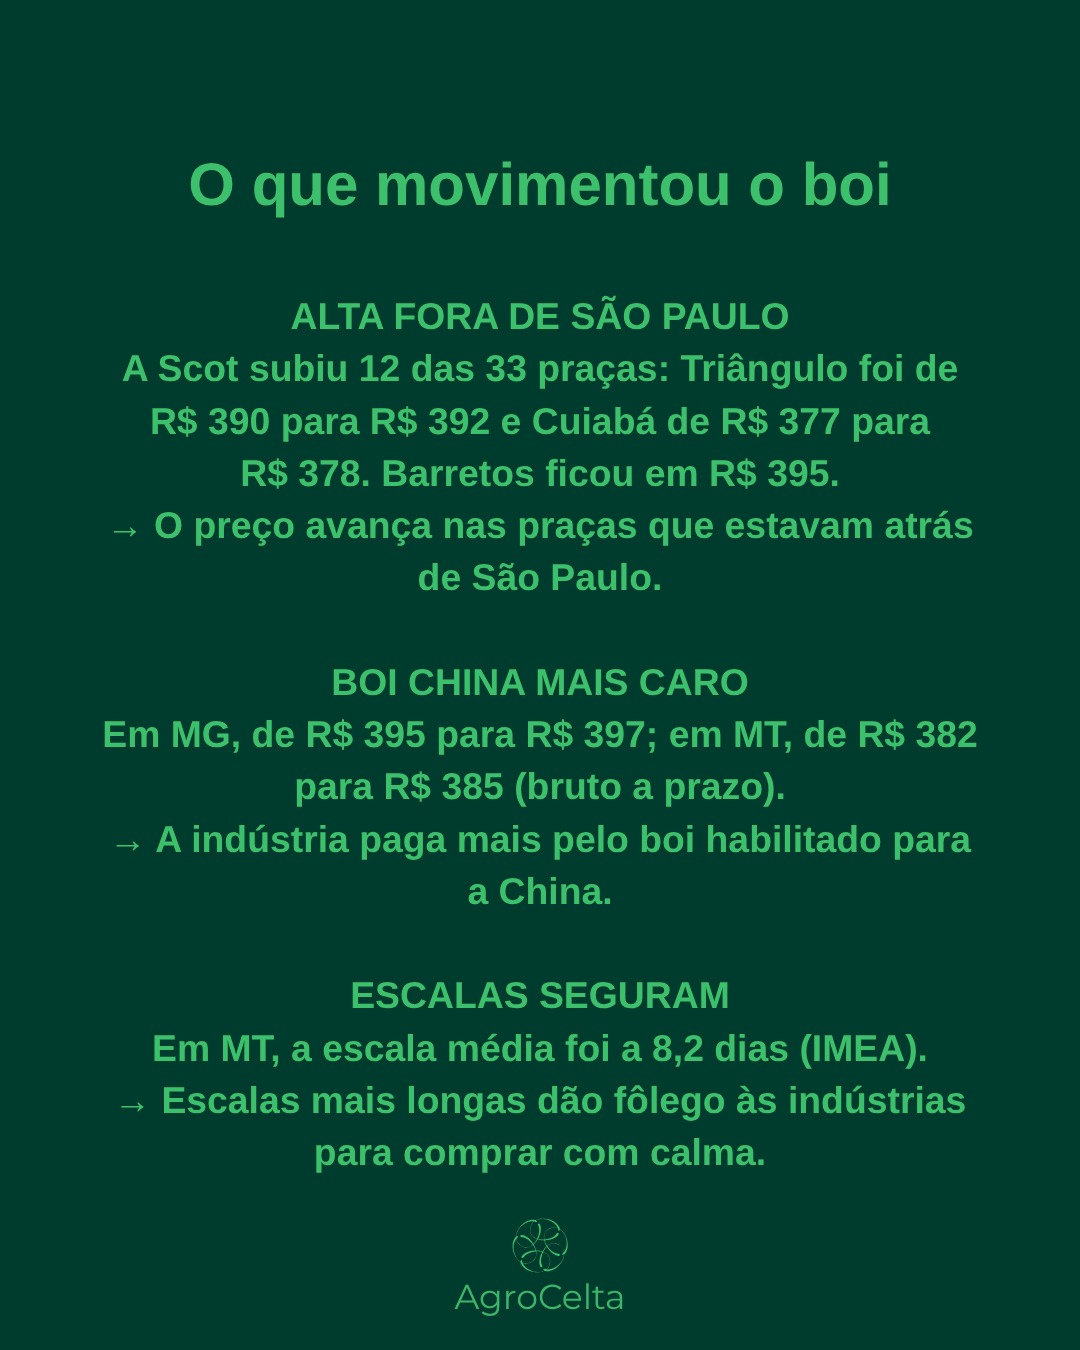 O que movimentou o boi
ALTA FORA DE SÃO PAULO
A Scot subiu 12 das 33 praças: Triângulo foi de
R$ 390 para R$ 392 e Cuiabá de R$ 377 para
R$ 378. Barretos ficou em R$ 395.
→ O preço avança nas praças que estavam atrás
de São Paulo.
BOI CHINA MAIS CARO
Em MG, de R$ 395 para R$ 397; em MT, de R$ 382
para R$ 385 (bruto a prazo).
→ A indústria paga mais pelo boi habilitado para
a China.
ESCALAS SEGURAM
Em MT, a escala média foi a 8,2 dias (IMEA).
→ Escalas mais longas dão fôlego às indústrias
para comprar com calma.
AgroCelta